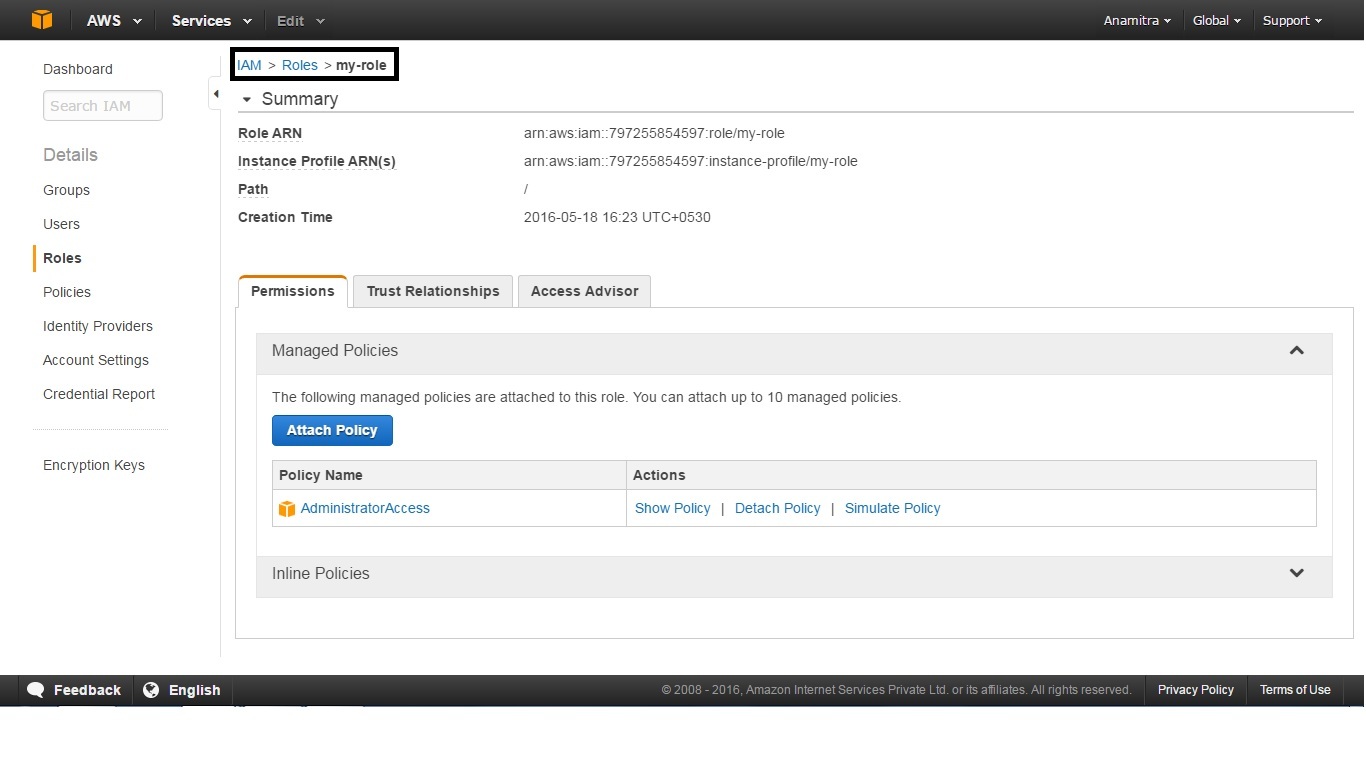 AWS Services Edit Anamitra Global Support
Dashboard
Search IAM
Details
Groups
Users
Roles
Policies
Identity Providers
Account Settings
Credential Report
Encryption Keys
IAM > Roles > my-role
Summary
Role ARN arn:aws:iam::797255854597:role/my-role
Instance Profile ARN(s) arn:aws:iam::797255854597:instance-profile/my-role
Path /
Creation Time 2016-05-18 16:23 UTC+0530
Permissions Trust Relationships Access Advisor
Managed Policies
The following managed policies are attached to this role. You can attach up to 10 managed policies.
Attach Policy
Policy Name Actions
AdministratorAccess Show Policy | Detach Policy | Simulate Policy
Inline Policies
Feedback English © 2008 - 2016, Amazon Internet Services Private Ltd. or its affiliates. All rights reserved. Privacy Policy Terms of Use